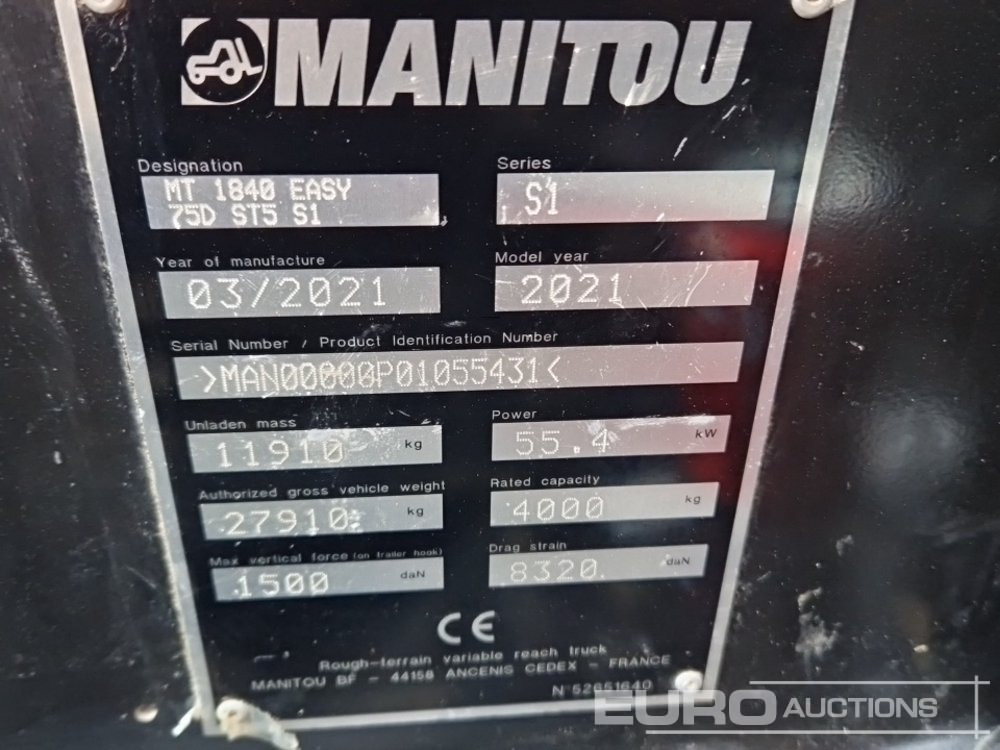 MANITOU
Designation
MT 1840 EASY
75D ST5 S1
Series
S1
Year of manufacture
03/2021
Model year
2021
Serial Number / Product Identification Number
>MAN00000P01055431<
Unladen mass
11910 kg
Power
55.4 kW
Authorized gross vehicle weight
27910 kg
Rated capacity
4000 kg
Max vertical force (on trailer hook)
1500 daN
Drag strain
8320 daN
CE
Rough-terrain variable reach truck
MANITOU BF - 44158 ANCENIS CEDEX - FRANCE
N°52651640
EURO AUCTIONS